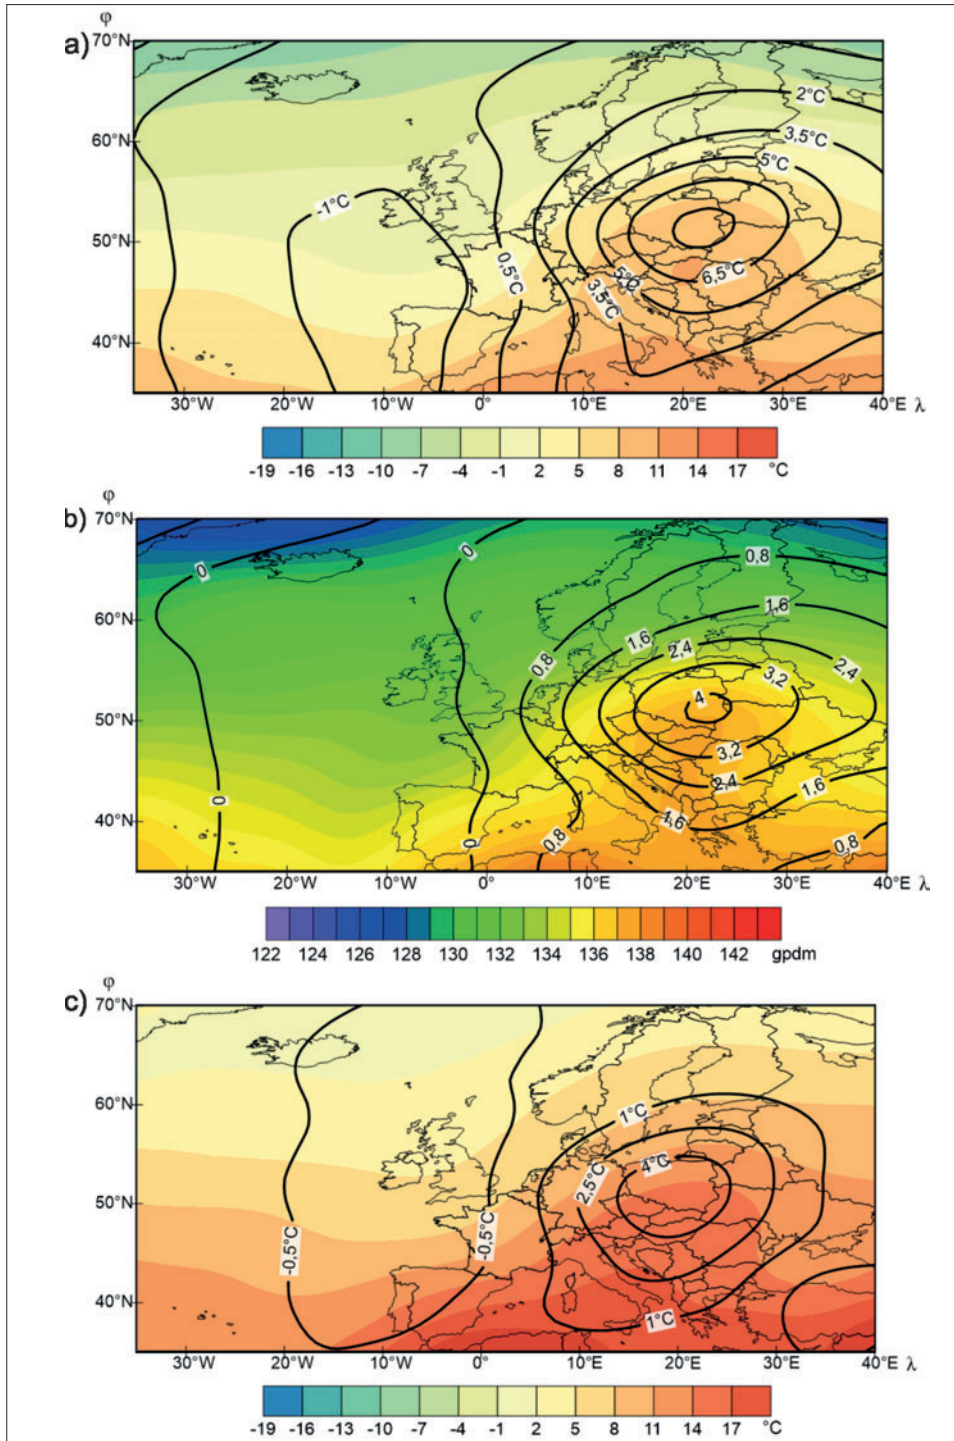 φ
a)
70°N
2°C
60°N
3,5°C
5°C
-1°C
50°N
0,5°C
6,5°C
5°C
3,5°C
40°N
30°W 20°W 10°W 0° 10°E 20°E 30°E 40°E λ
-19 -16 -13 -10 -7 -4 -1 2 5 8 11 14 17 °C
φ
b)
70°N
0 0 0,8
60°N
1,6
1,6 2,4
0,8 3,2 2,4
4
50°N
3,2
2,4
0 1,6
1,6
40°N
0 0,8 0,8
30°W 20°W 10°W 0° 10°E 20°E 30°E 40°E λ
122 124 126 128 130 132 134 136 138 140 142 gpdm
φ
c)
70°N
60°N
1°C
4°C
2,5°C
50°N
-0,5°C -0,5°C
40°N
1°C
30°W 20°W 10°W 0° 10°E 20°E 30°E 40°E λ
-19 -16 -13 -10 -7 -4 -1 2 5 8 11 14 17 °C